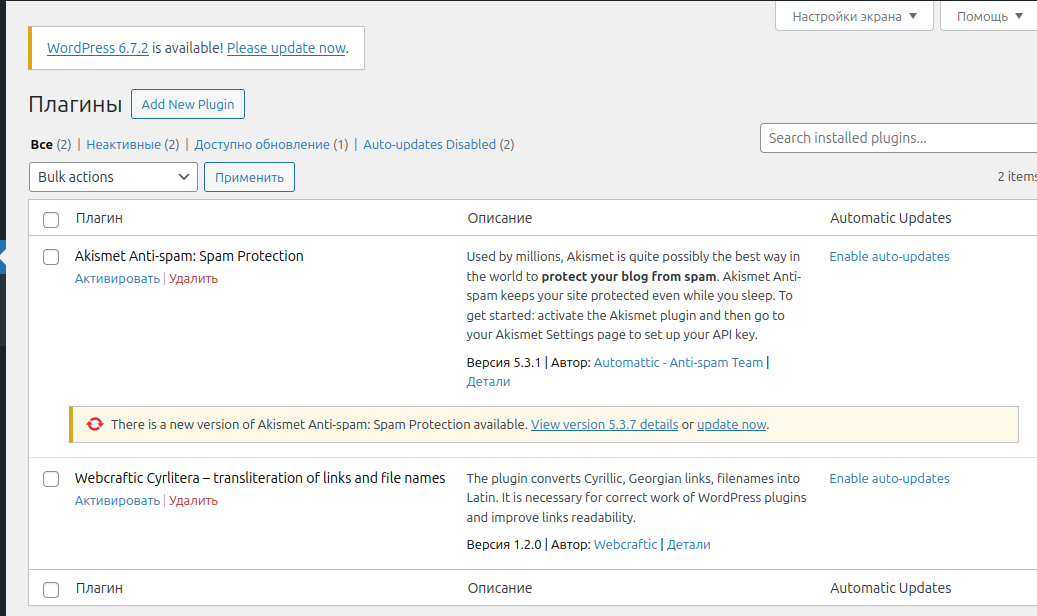 Настройки экрана ▼
Помощь ▼
WordPress 6.7.2 is available! Please update now.
Плагины
Add New Plugin
Все (2) | Неактивные (2) | Доступно обновление (1) | Auto-updates Disabled (2)
Search installed plugins...
Bulk actions
Применить
2 items
Плагин
Описание
Automatic Updates
Akismet Anti-spam: Spam Protection
Активировать | Удалить
Used by millions, Akismet is quite possibly the best way in
the world to protect your blog from spam. Akismet Anti-
spam keeps your site protected even while you sleep. To
get started: activate the Akismet plugin and then go to
your Akismet Settings page to set up your API key.
Версия 5.3.1 | Автор: Automattic - Anti-spam Team |
Детали
Enable auto-updates
There is a new version of Akismet Anti-spam: Spam Protection available. View version 5.3.7 details or update now.
Webcraftic Cyrlitera – transliteration of links and file names
Активировать | Удалить
The plugin converts Cyrillic, Georgian links, filenames into
Latin. It is necessary for correct work of WordPress plugins
and improve links readability.
Версия 1.2.0 | Автор: Webcraftic | Детали
Enable auto-updates
Плагин
Описание
Automatic Updates